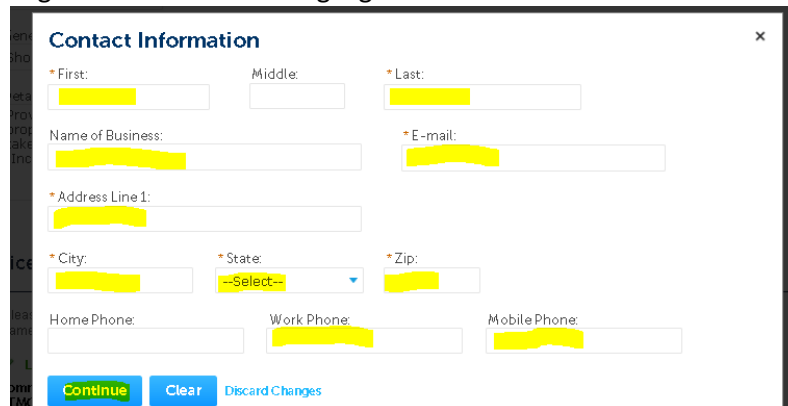 Contact Information ×
* First: Middle: * Last:
Name of Business: * E-mail:
* Address Line 1:
* City: * State: * Zip:
--Select--
Home Phone: Work Phone: Mobile Phone:
Continue Clear Discard Changes